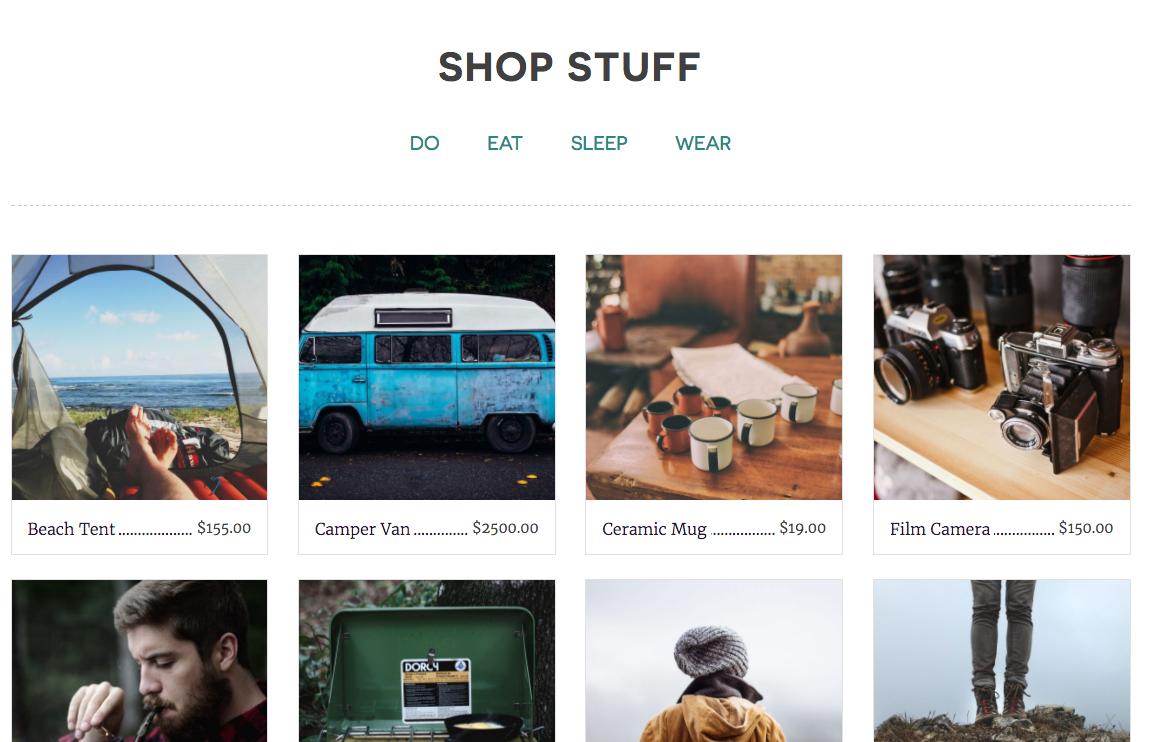 SHOP STUFF
DO EAT SLEEP WEAR
Beach Tent ................... $155.00
Camper Van .............. $2500.00
Ceramic Mug ................ $19.00
Film Camera ................ $150.00
DORCY